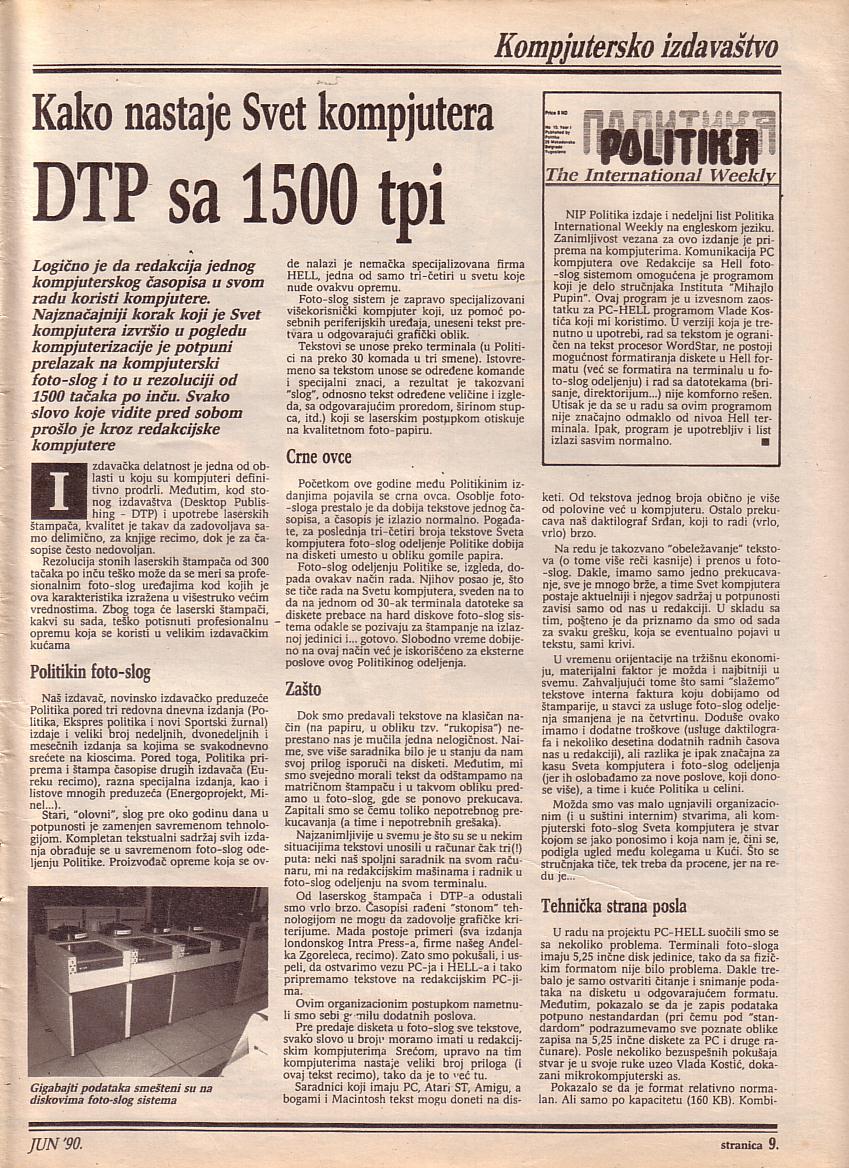 Kompjutersko izdavaštvo
Kako nastaje Svet kompjutera
DTP sa 1500 tpi
Logično je da redakcija jednog
kompjuterskog časopisa u svom
radu koristi kompjutere.
Najznačajniji korak koji je Svet
kompjutera izvršio u pogledu
kompjuterizacije je potpuni
prelazak na kompjuterski
foto-slog i to u rezoluciji od
1500 tačaka po inču. Svako
slovo koje vidite pred sobom
prošlo je kroz redakcijske
kompjutere
Izdavačka delatnost je jedna od ob-
lasti u koju su kompjuteri defini-
tivno prodrli. Međutim, kod sto-
nog izdavaštva (Desktop Publis-
hing - DTP) i upotrebe laserskih
štampača, kvalitet je takav da zadovoljava sa-
mo delimično, za knjige recimo, dok je za ča-
sopise često nedovoljan.
Rezolucija stonih laserskih štampača od 300
tačaka po inču teško može da se meri sa profe-
sionalnim foto-slog uređajima kod kojih je
ova karakteristika izražena u višestruko većim
vrednostima. Zbog toga će laserski štampači,
kakvi su sada, teško potisnuti profesionalnu
opremu koja se koristi u velikim izdavačkim
kućama
Politikin foto-slog
Naš izdavač, novinsko izdavačko preduzeće
Politika pored tri redovna dnevna izdanja (Po-
litika, Ekspres politika i novi Sportski žurnal)
izdaje i veliki broj nedeljnih, dvonedeljnih i
mesečnih izdanja sa kojima se svakodnevno
srećete na kioscima. Pored toga, Politika pri-
prema i štampa časopise drugih izdavača (Eu-
reku recimo), razna specijalna izdanja, kao i
listove mnogih preduzeća (Energoprojekt, Mi-
nel...).
Stari, "olovni", slog pre oko godinu dana u
potpunosti je zamenjen savremenom tehnolo-
gijom. Kompletan tekstualni sadržaj svih izda-
nja obrađuje se u savremenom foto-slog ode-
ljenju Politike. Proizvođač opreme koja se ov-
Gigabajti podataka smešteni su na
diskovima foto-slog sistema
de nalazi je nemačka specijalizovana firma
HELL, jedna od samo tri-četiri u svetu koje
nude ovakvu opremu.
Foto-slog sistem je zapravo specijalizovani
višekorisnički kompjuter koji, uz pomoć po-
sebnih periferijskih uređaja, uneseni tekst pre-
tvara u odgovarajući grafički oblik.
Tekstovi se unose preko terminala (u Politi-
ci na preko 30 komada u tri smene). Istovre-
meno sa tekstom unose se određene komande
i specijalni znaci, a rezultat je takozvani
"slog", odnosno tekst određene veličine i izgle-
da, sa odgovarajućim proredom, širinom stup-
ca, itd.) koji se laserskim postupkom otiskuje
na kvalitetnom foto-papiru.
Crne ovce
Početkom ove godine među Politikinim iz-
danjima pojavila se crna ovca. Osoblje foto-
-sloga prestalo je da dobija tekstove jednog ča-
sopisa, a časopis je izlazio normalno. Pogađa-
te, za poslednja tri-četiri broja tekstove Sveta
kompjutera foto-slog odeljenje Politike dobija
na disketi umesto u obliku gomile papira.
Foto-slog odeljenju Politike se, izgleda,
dopada ovakav način rada. Njihov posao je, što
se tiče rada na Svetu kompjutera, sveden na to
da na jednom od 30-ak terminala datoteke sa
diskete prebace na hard diskove foto-slog sis-
tema odakle se pozivaju za štampanje na izlaz-
noj jedinici i... gotovo. Slobodno vreme dobije-
no na ovaj način već je iskorišćeno za eksterne
poslove ovog Politikinog odeljenja.
Zašto
Dok smo predavali tekstove na klasičan na-
čin (na papiru, u obliku tzv. "rukopisa") ne-
prestano nas je mučila jedna nelogičnost. Nai-
me, sve više saradnika bilo je u stanju da nam
svoj prilog isporuči na disketi. Međutim, mi
smo svejedno morali tekst da odštampamo na
matričnom štampaču i u takvom obliku pred-
amo u foto-slog, gde se ponovo prekucava.
Zapitali smo se čemu toliko nepotrebnog pre-
kucavanja (a time i nepotrebnih grešaka).
Najzanimljivije u svemu je što su se u nekim
situacijima tekstovi unosili u računar čak tri(!)
puta: neki naš spoljni saradnik na svom raču-
naru, mi na redakcijskim mašinama i radnik u
foto-slog odeljenju na svom terminalu.
Od laserskog štampača i DTP-a odustali
smo vrlo brzo. Časopisi rađeni "stonom" teh-
nologijom ne mogu da zadovolje grafičke kri-
terijume. Mada postoje primeri (sva izdanja
londonskog Intra Press-a, firme našeg Anđel-
ka Zgoreleca, recimo). Zato smo pokušali, i us-
peli, da ostvarimo vezu PC-ja i HELL-a i tako
pripremamo tekstove na redakcijskim PC-ji-
ma.
Ovim organizacionim postupkom nametnu-
li smo sebi gomilu dodatnih poslova.
Pre predaje disketa u foto-slog sve tekstove,
svako slovo u broju moramo imati u redakcij-
skim kompjuterima Srećom, upravo na tim
kompjuterima nastaje veliki broj priloga (i
ovaj tekst recimo), tako da je to već tu.
Saradnici koji imaju PC, Atari ST, Amigu, a
bogami i Macintosh tekst mogu doneti na dis-
Price 8 ND
No 13, Year I
Published by
Politika
29 Makedonska
Belgrade
Yugoslavia
ПОЛИТИКА
POLITIKA
The International Weekly
NIP Politika izdaje i nedeljni list Politika
International Weekly na engleskom jeziku.
Zanimljivost vezana za ovo izdanje je pri-
prema na kompjuterima. Komunikacija PC
kompjutera ove Redakcije sa Hell foto-
-slog sistemom omogućena je programom
koji je delo stručnjaka Instituta "Mihajlo
Pupin". Ovaj program je u izvesnom zaos-
tatku za PC-HELL programom Vlade Kos-
tića koji mi koristimo. U verziji koja je tre-
nutno u upotrebi, rad sa tekstom je ograni-
čen na tekst procesor WordStar, ne postoji
mogućnost formatiranja diskete u Hell for-
matu (već se formatira na terminalu u fo-
to-slog odeljenju) i rad sa datotekama (bri-
sanje, direktorijum...) nije komforno rešen.
Utisak je da se u radu sa ovim programom
nije značajno odmaklo od nivoa Hell ter-
minala. Ipak, program je upotrebljiv i list
izlazi sasvim normalno.
keti. Od tekstova jednog broja obično je više
od polovine već u kompjuteru. Ostalo preku-
cava naš daktilograf Srđan, koji to radi (vrlo,
vrlo) brzo.
Na redu je takozvano "obeležavanje" teksto-
va (o tome više reči kasnije) i prenos u foto-
-slog. Dakle, imamo samo jedno prekucava-
nje, sve je mnogo brže, a time Svet kompjutera
postaje aktuelniji i njegov sadržaj u potpunosti
zavisi samo od nas u redakciji. U skladu sa
tim, pošteno je da priznamo da smo od sada
za svaku grešku, koja se eventualno pojavi u
tekstu, sami krivi.
U vremenu orijentacije na tržišnu ekonomi-
ju, materijalni faktor je možda i najbitniji u
svemu. Zahvaljujući tome što sami "slažemo"
tekstove interna faktura koju dobijamo od
štamparije, u stavci za usluge foto-slog odelje-
nja smanjena je na četvrtinu. Doduše ovako
imamo i dodatne troškove (usluge daktilogra-
fa i nekoliko desetina dodatnih radnih časova
nas u redakciji), ali razlika je ipak značajna za
kasu Sveta kompjutera i foto-slog odeljenja
(jer ih oslobađamo za nove poslove, koji dono-
se više), a time i kuće Politika u celini.
Možda smo vas malo ugnjavili organizacio-
nim (i u suštini internim) stvarima, ali kom-
pjuterski foto-slog Sveta kompjutera je stvar
kojom se jako ponosimo i koja nam je, čini se,
podigla ugled među kolegama u Kući. Što se
stručnjaka tiče, tek treba da procene, jer na re-
du je...
Tehnička strana posla
U radu na projektu PC-HELL suočili smo se
sa nekoliko problema. Terminali foto-sloga
imaju 5,25 inčne disk jedinice, tako da sa fizič-
kim formatom nije bilo problema. Dakle tre-
balo je samo ostvariti čitanje i snimanje poda-
taka na disketu u odgovarajućem formatu.
Međutim, pokazalo se da je zapis podataka
potpuno nestandardan (pri čemu pod "stan-
dardom" podrazumevamo sve poznate oblike
zapisa na 5,25 inčne diskete za PC i druge ra-
čunare). Posle nekoliko bezuspešnih pokušaja
stvar je u svoje ruke uzeo Vlada Kostić, doka-
zani mikrokompjuterski as.
Pokazalo se da je format relativno norma-
lan. Ali samo po kapacitetu (160 KB). Kombi-
JUN '90.
stranica 9.